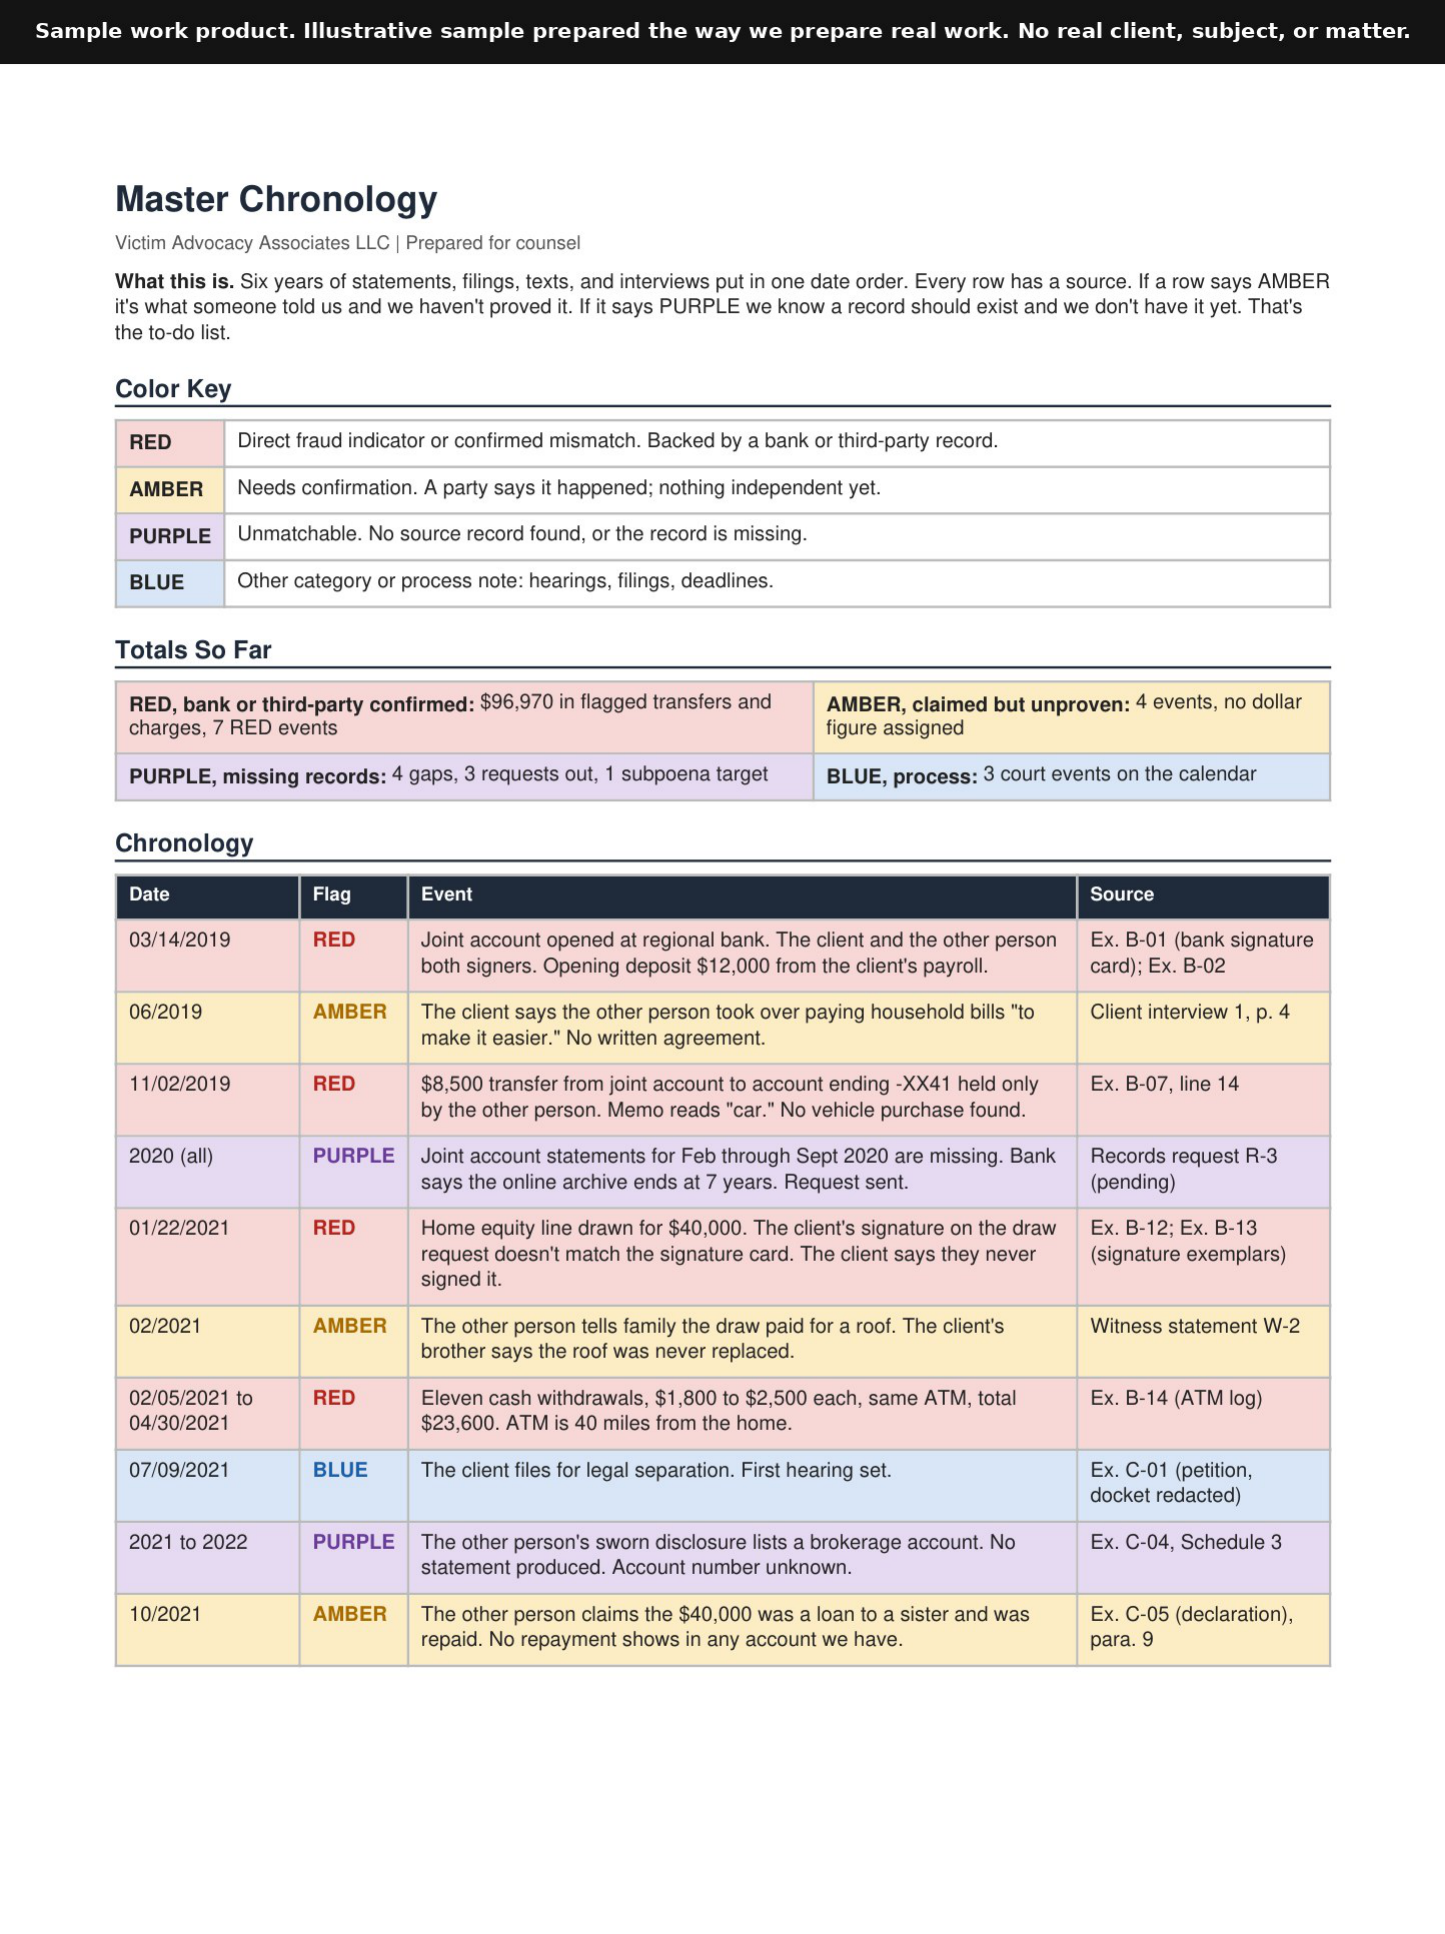 Sample work product. Illustrative sample prepared the way we prepare real work. No real client, subject, or matter.
Master Chronology
Victim Advocacy Associates LLC | Prepared for counsel
What this is. Six years of statements, filings, texts, and interviews put in one date order. Every row has a source. If a row says AMBER
it's what someone told us and we haven't proved it. If it says PURPLE we know a record should exist and we don't have it yet. That's
the to-do list.
Color Key
RED Direct fraud indicator or confirmed mismatch. Backed by a bank or third-party record.
AMBER Needs confirmation. A party says it happened; nothing independent yet.
PURPLE Unmatchable. No source record found, or the record is missing.
BLUE Other category or process note: hearings, filings, deadlines.
Totals So Far
RED, bank or third-party confirmed: $96,970 in flagged transfers and
charges, 7 RED events
AMBER, claimed but unproven: 4 events, no dollar
figure assigned
PURPLE, missing records: 4 gaps, 3 requests out, 1 subpoena target
BLUE, process: 3 court events on the calendar
Chronology
Date Flag Event Source
03/14/2019 RED Joint account opened at regional bank. The client and the other person Ex. B-01 (bank signature
both signers. Opening deposit $12,000 from the client's payroll. card); Ex. B-02
06/2019 AMBER The client says the other person took over paying household bills "to Client interview 1, p. 4
make it easier." No written agreement.
11/02/2019 RED $8,500 transfer from joint account to account ending -XX41 held only Ex. B-07, line 14
by the other person. Memo reads "car." No vehicle purchase found.
2020 (all) PURPLE Joint account statements for Feb through Sept 2020 are missing. Bank Records request R-3
says the online archive ends at 7 years. Request sent. (pending)
01/22/2021 RED Home equity line drawn for $40,000. The client's signature on the draw Ex. B-12; Ex. B-13
request doesn't match the signature card. The client says they never (signature exemplars)
signed it.
02/2021 AMBER The other person tells family the draw paid for a roof. The client's Witness statement W-2
brother says the roof was never replaced.
02/05/2021 to RED Eleven cash withdrawals, $1,800 to $2,500 each, same ATM, total Ex. B-14 (ATM log)
04/30/2021 $23,600. ATM is 40 miles from the home.
07/09/2021 BLUE The client files for legal separation. First hearing set. Ex. C-01 (petition,
docket redacted)
2021 to 2022 PURPLE The other person's sworn disclosure lists a brokerage account. No Ex. C-04, Schedule 3
statement produced. Account number unknown.
10/2021 AMBER The other person claims the $40,000 was a loan to a sister and was Ex. C-05 (declaration),
repaid. No repayment shows in any account we have. para. 9